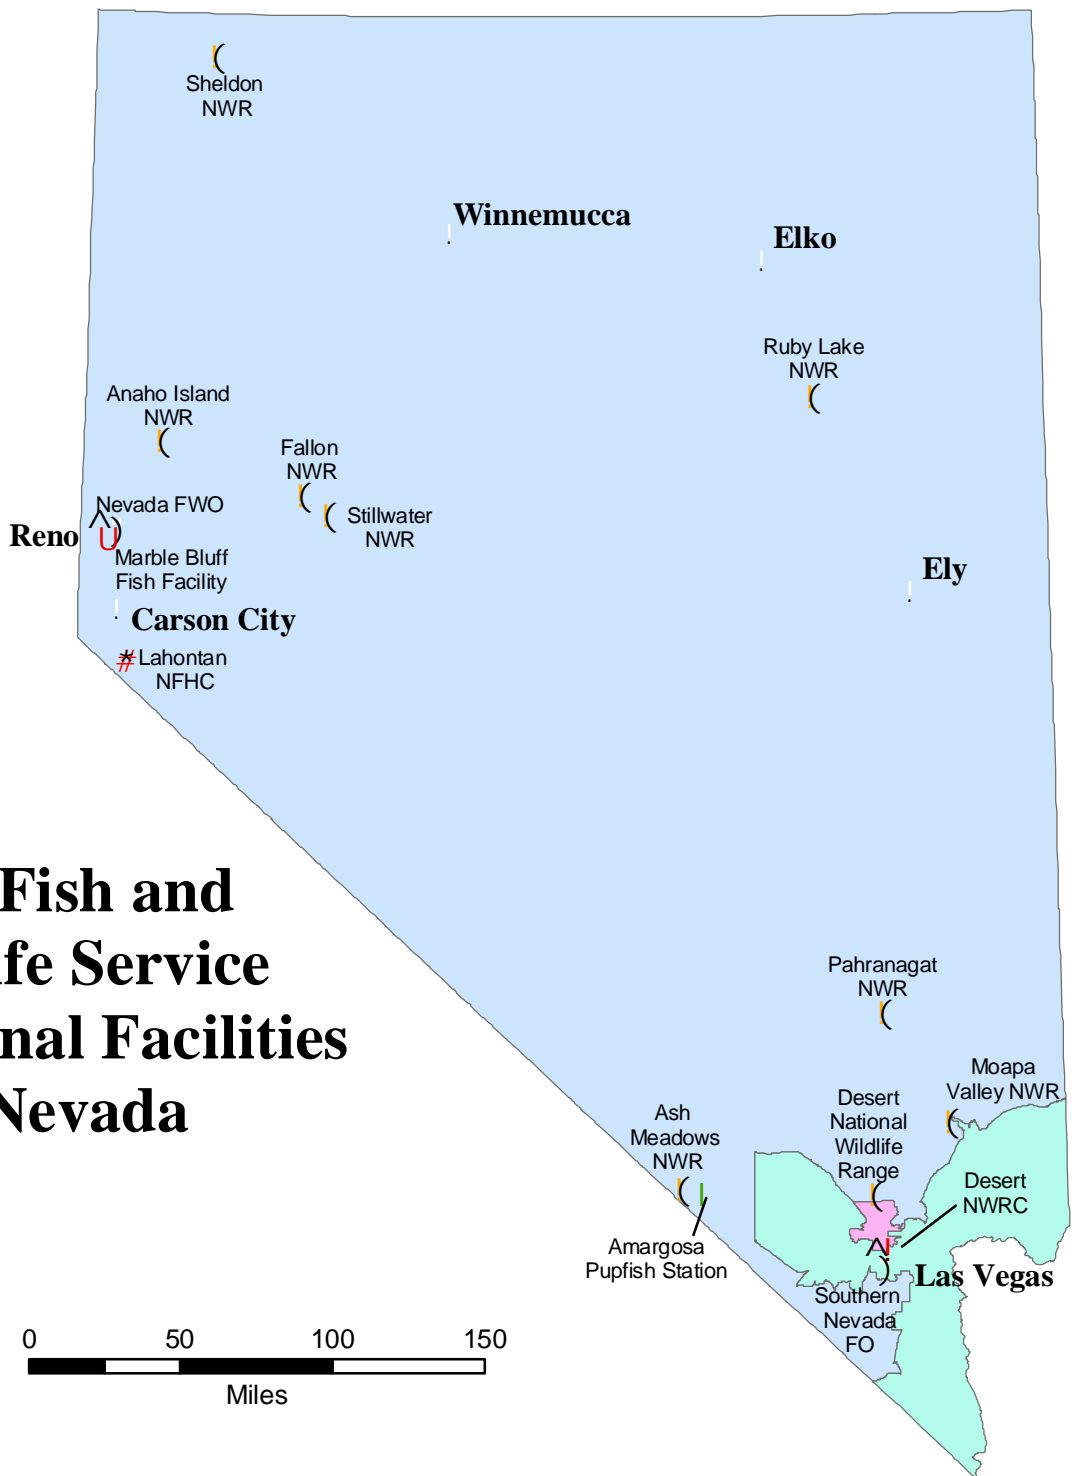 Sheldon
NWR
Winnemucca
Elko
Ruby Lake
NWR
Anaho Island
NWR
Fallon
NWR
Stillwater
NWR
Nevada FWO
Reno
Marble Bluff
Fish Facility
Carson City
Lahontan
NFHC
Ely
Fish and
fe Service
nal Facilities
Nevada
Pahranagat
NWR
Moapa
Valley NWR
Desert
National
Wildlife
Range
Ash
Meadows
NWR
Desert
NWRC
Amargosa
Pupfish Station
Las Vegas
Southern
Nevada
FO
0 50 100 150
Miles